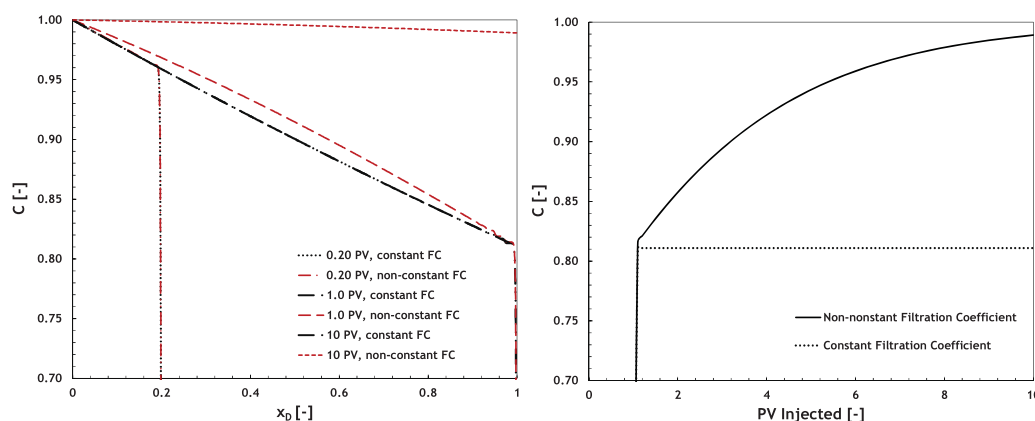 1.00
0.95
0.90
0.85
0.80
0.75
0.70
C [-]
0.20 PV, constant FC
0.20 PV, non-constant FC
1.0 PV, constant FC
1.0 PV, non-constant FC
10 PV, constant FC
10 PV, non-constant FC
0 0.2 0.4 0.6 0.8 1
xD [-]
1.00
0.95
0.90
0.85
0.80
0.75
0.70
C [-]
Non-nonstant Filtration Coefficient
Constant Filtration Coefficient
0 2 4 6 8 10
PV Injected [-]